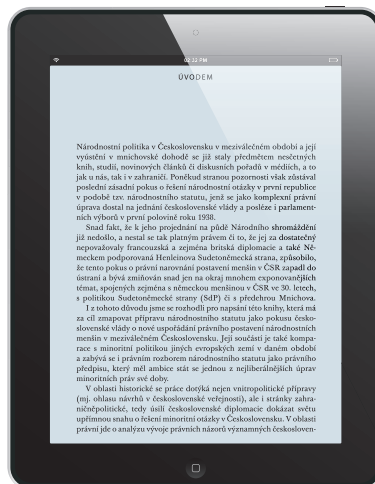 02:22 PM
ÚVODEM
Národnostní politika v Československu v meziválečném období a její
vyústění v mnichovské dohodě se již staly předmětem nesčetných
knih, studií, novinových článků či diskusních pořadů v médiích, a to
jak u nás, tak i v zahraničí. Poněkud stranou pozornosti však zůstával
poslední zásadní pokus o řešení národnostní otázky v první republice
v podobě tzv. národnostního statutu, jenž se jako komplexní právní
úprava dostal na jednání československé vlády a posléze i parlament-
ních výborů v první polovině roku 1938.
Snad fakt, že k jeho projednání na půdě Národního shromáždění
již nedošlo, a nestal se tak platným právem či to, že jej za dostatečný
nepovažovaly francouzská a zejména britská diplomacie a také Ně-
meckem podporovaná Henleinova Sudetoněmecká strana, způsobilo,
že tento pokus o právní narovnání postavení menšin v ČSR zapadl do
ústraní a bývá zmiňován snad jen na okraj mnohem exponovanějších
témat, spojených zejména s německou menšinou v ČSR ve 30. letech,
s politikou Sudetoněmecké strany (SdP) či s předehrou Mnichova.
I z tohoto důvodu jsme se rozhodli pro napsání této knihy, která má
za cíl zmapovat přípravu národnostního statutu jako pokusu česko-
slovenské vlády o nové uspořádání právního postavení národnostních
menšin v meziválečném Československu. Její součástí je také kompa-
race s minoritní politikou jiných evropských zemí v daném období
a zabývá se i právním rozborem národnostního statutu jako právního
předpisu, který měl ambice stát se jednou z nejliberálnějších úprav
minoritních práv své doby.
V oblasti historické se práce dotýká nejen vnitropolitické přípravy
(mj. ohlasu návrhů v československé veřejnosti), ale i stránky zahra-
ničněpolitické, tedy úsilí československé diplomacie dokázat světu
upřímnou snahu o řešení minoritní otázky v Československu. V oblasti
právní jde o analýzu vývoje právních názorů významných českosloven-